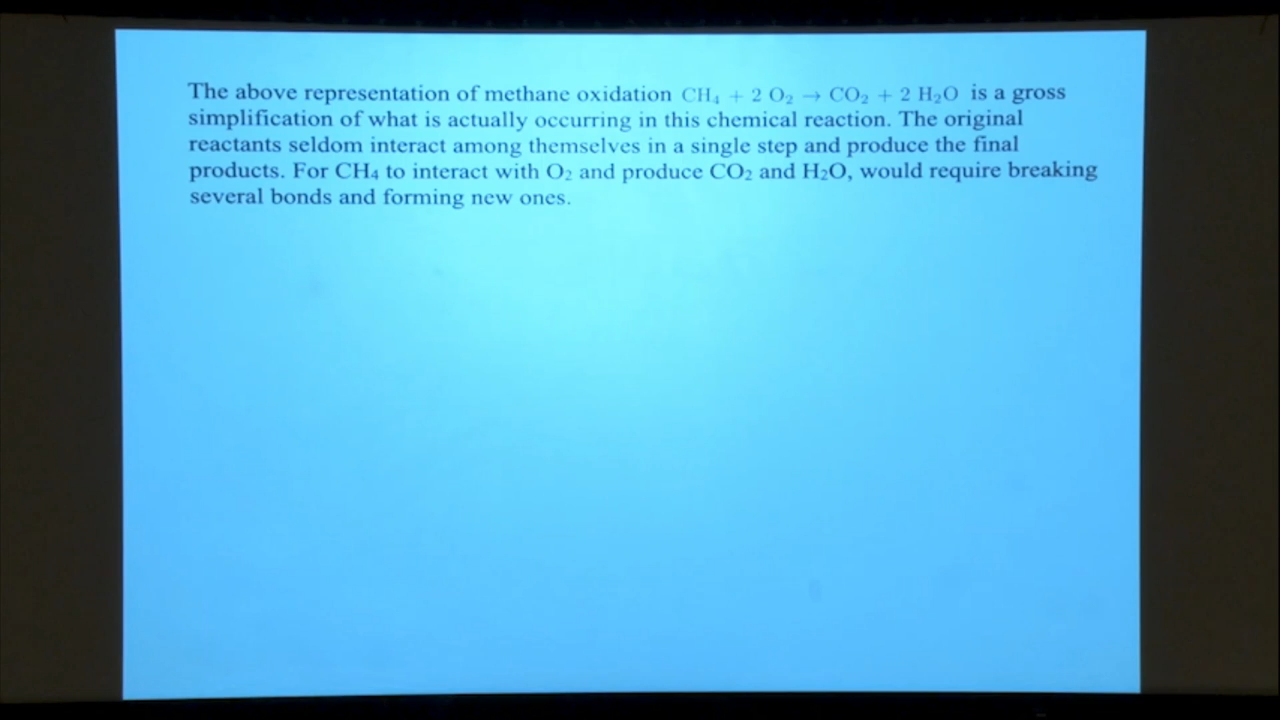 The above representation of methane oxidation CH₄ + 2 O₂ → CO₂ + 2 H₂O is a gross
simplification of what is actually occurring in this chemical reaction. The original
reactants seldom interact among themselves in a single step and produce the final
products. For CH₄ to interact with O₂ and produce CO₂ and H₂O, would require breaking
several bonds and forming new ones.